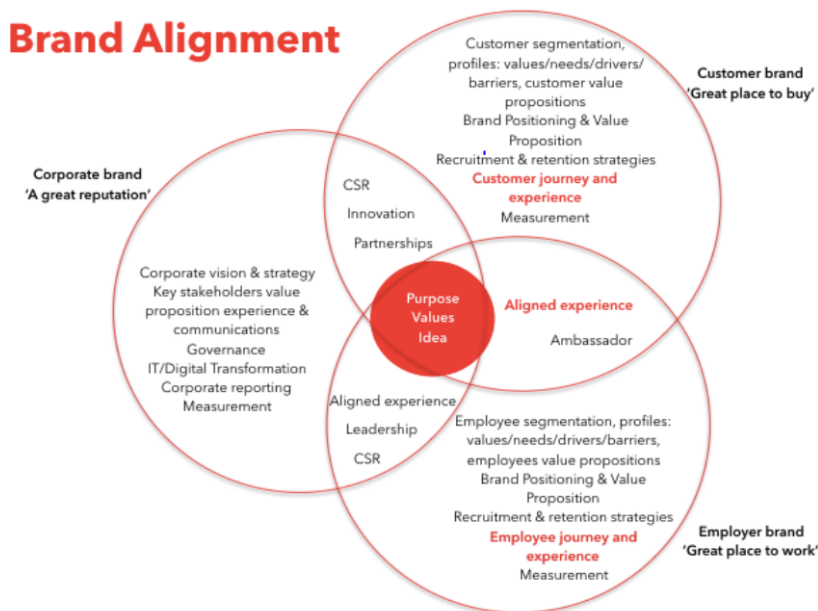 Brand Alignment
Customer segmentation,
profiles: values/needs/drivers/
barriers, customer value
propositions
Brand Positioning & Value
Proposition
Recruitment & retention strategies
Customer journey and
experience
Measurement
Customer brand
'Great place to buy'
Corporate brand
'A great reputation'
CSR
Innovation
Partnerships
Corporate vision & strategy
Key stakeholders value
proposition experience &
communications
Governance
IT/Digital Transformation
Corporate reporting
Measurement
Purpose
Values
Idea
Aligned experience
Ambassador
Aligned experience
Leadership
CSR
Employee segmentation, profiles:
values/needs/drivers/barriers,
employees value propositions
Brand Positioning & Value
Proposition
Recruitment & retention strategies
Employee journey and
experience
Measurement
Employer brand
'Great place to work'